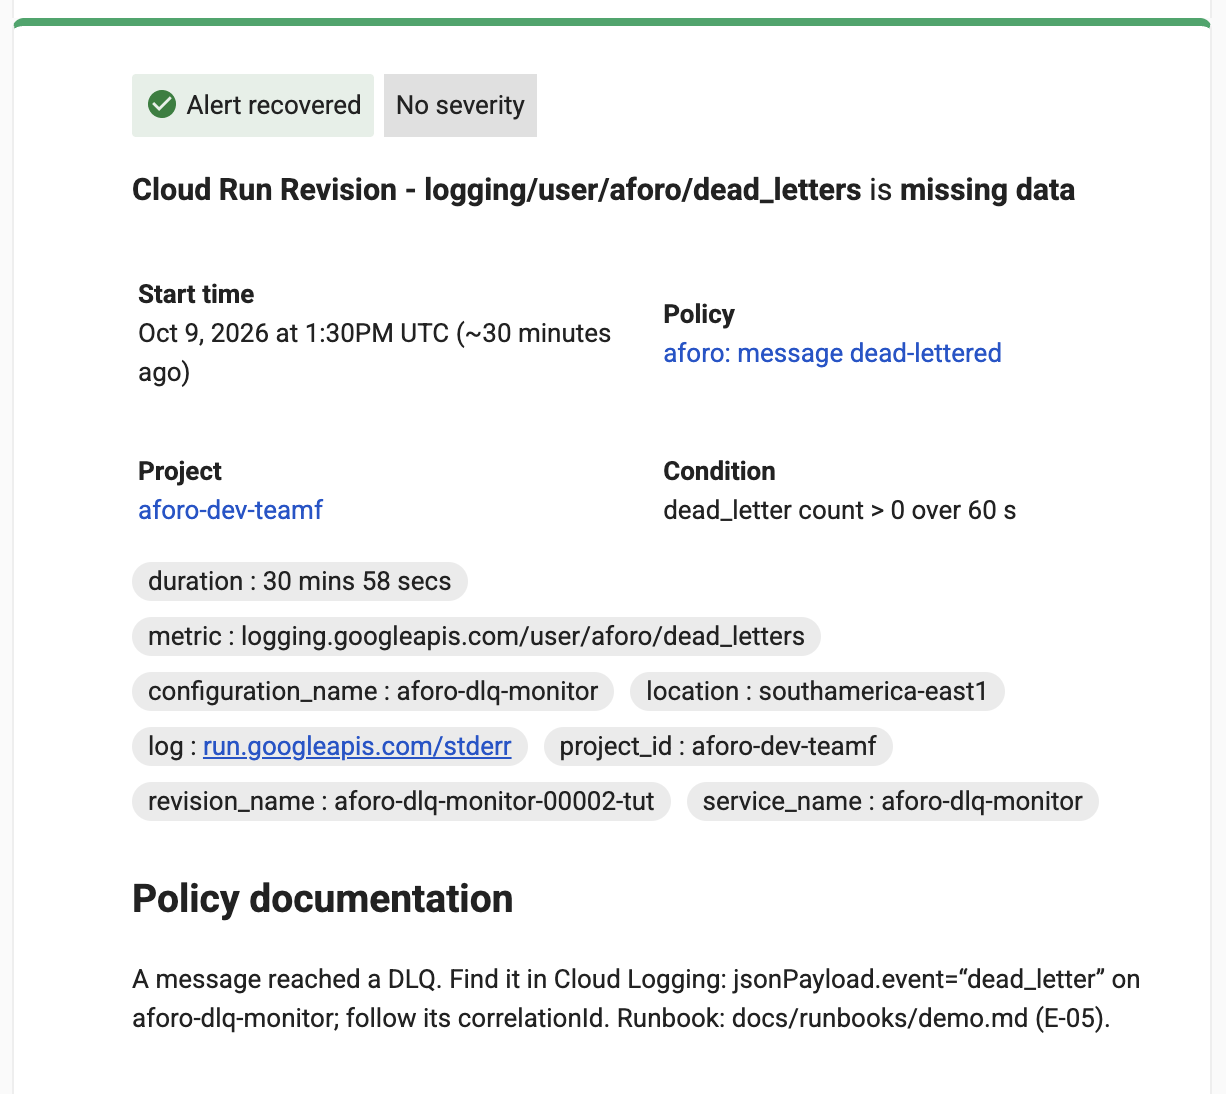 Alert recovered
No severity
Cloud Run Revision - logging/user/aforo/dead_letters is missing data
Start time
Oct 9, 2026 at 1:30PM UTC (~30 minutes
ago)
Policy
aforo: message dead-lettered
Project
aforo-dev-teamf
Condition
dead_letter count > 0 over 60 s
duration : 30 mins 58 secs
metric : logging.googleapis.com/user/aforo/dead_letters
configuration_name : aforo-dlq-monitor
location : southamerica-east1
log : run.googleapis.com/stderr
project_id : aforo-dev-teamf
revision_name : aforo-dlq-monitor-00002-tut
service_name : aforo-dlq-monitor
Policy documentation
A message reached a DLQ. Find it in Cloud Logging: jsonPayload.event=“dead_letter” on
aforo-dlq-monitor; follow its correlationId. Runbook: docs/runbooks/demo.md (E-05).